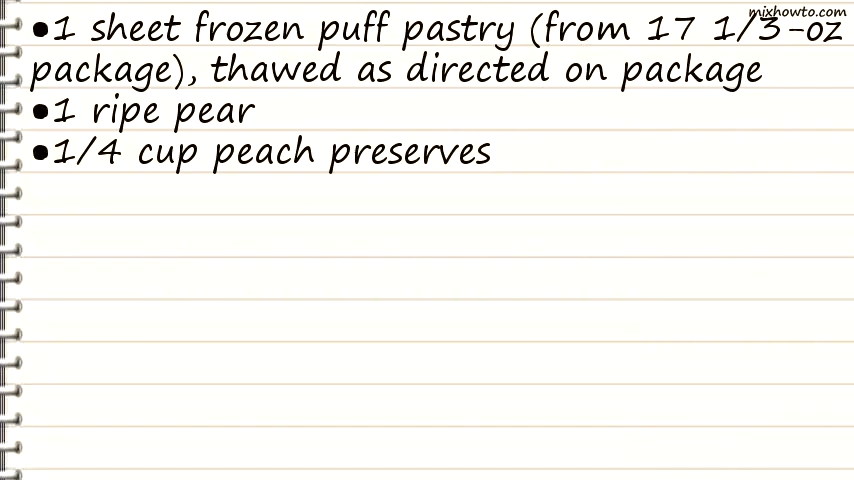 mixhowto.com
•1 sheet frozen puff pastry (from 17 1/3-oz
package), thawed as directed on package
•1 ripe pear
•1/4 cup peach preserves